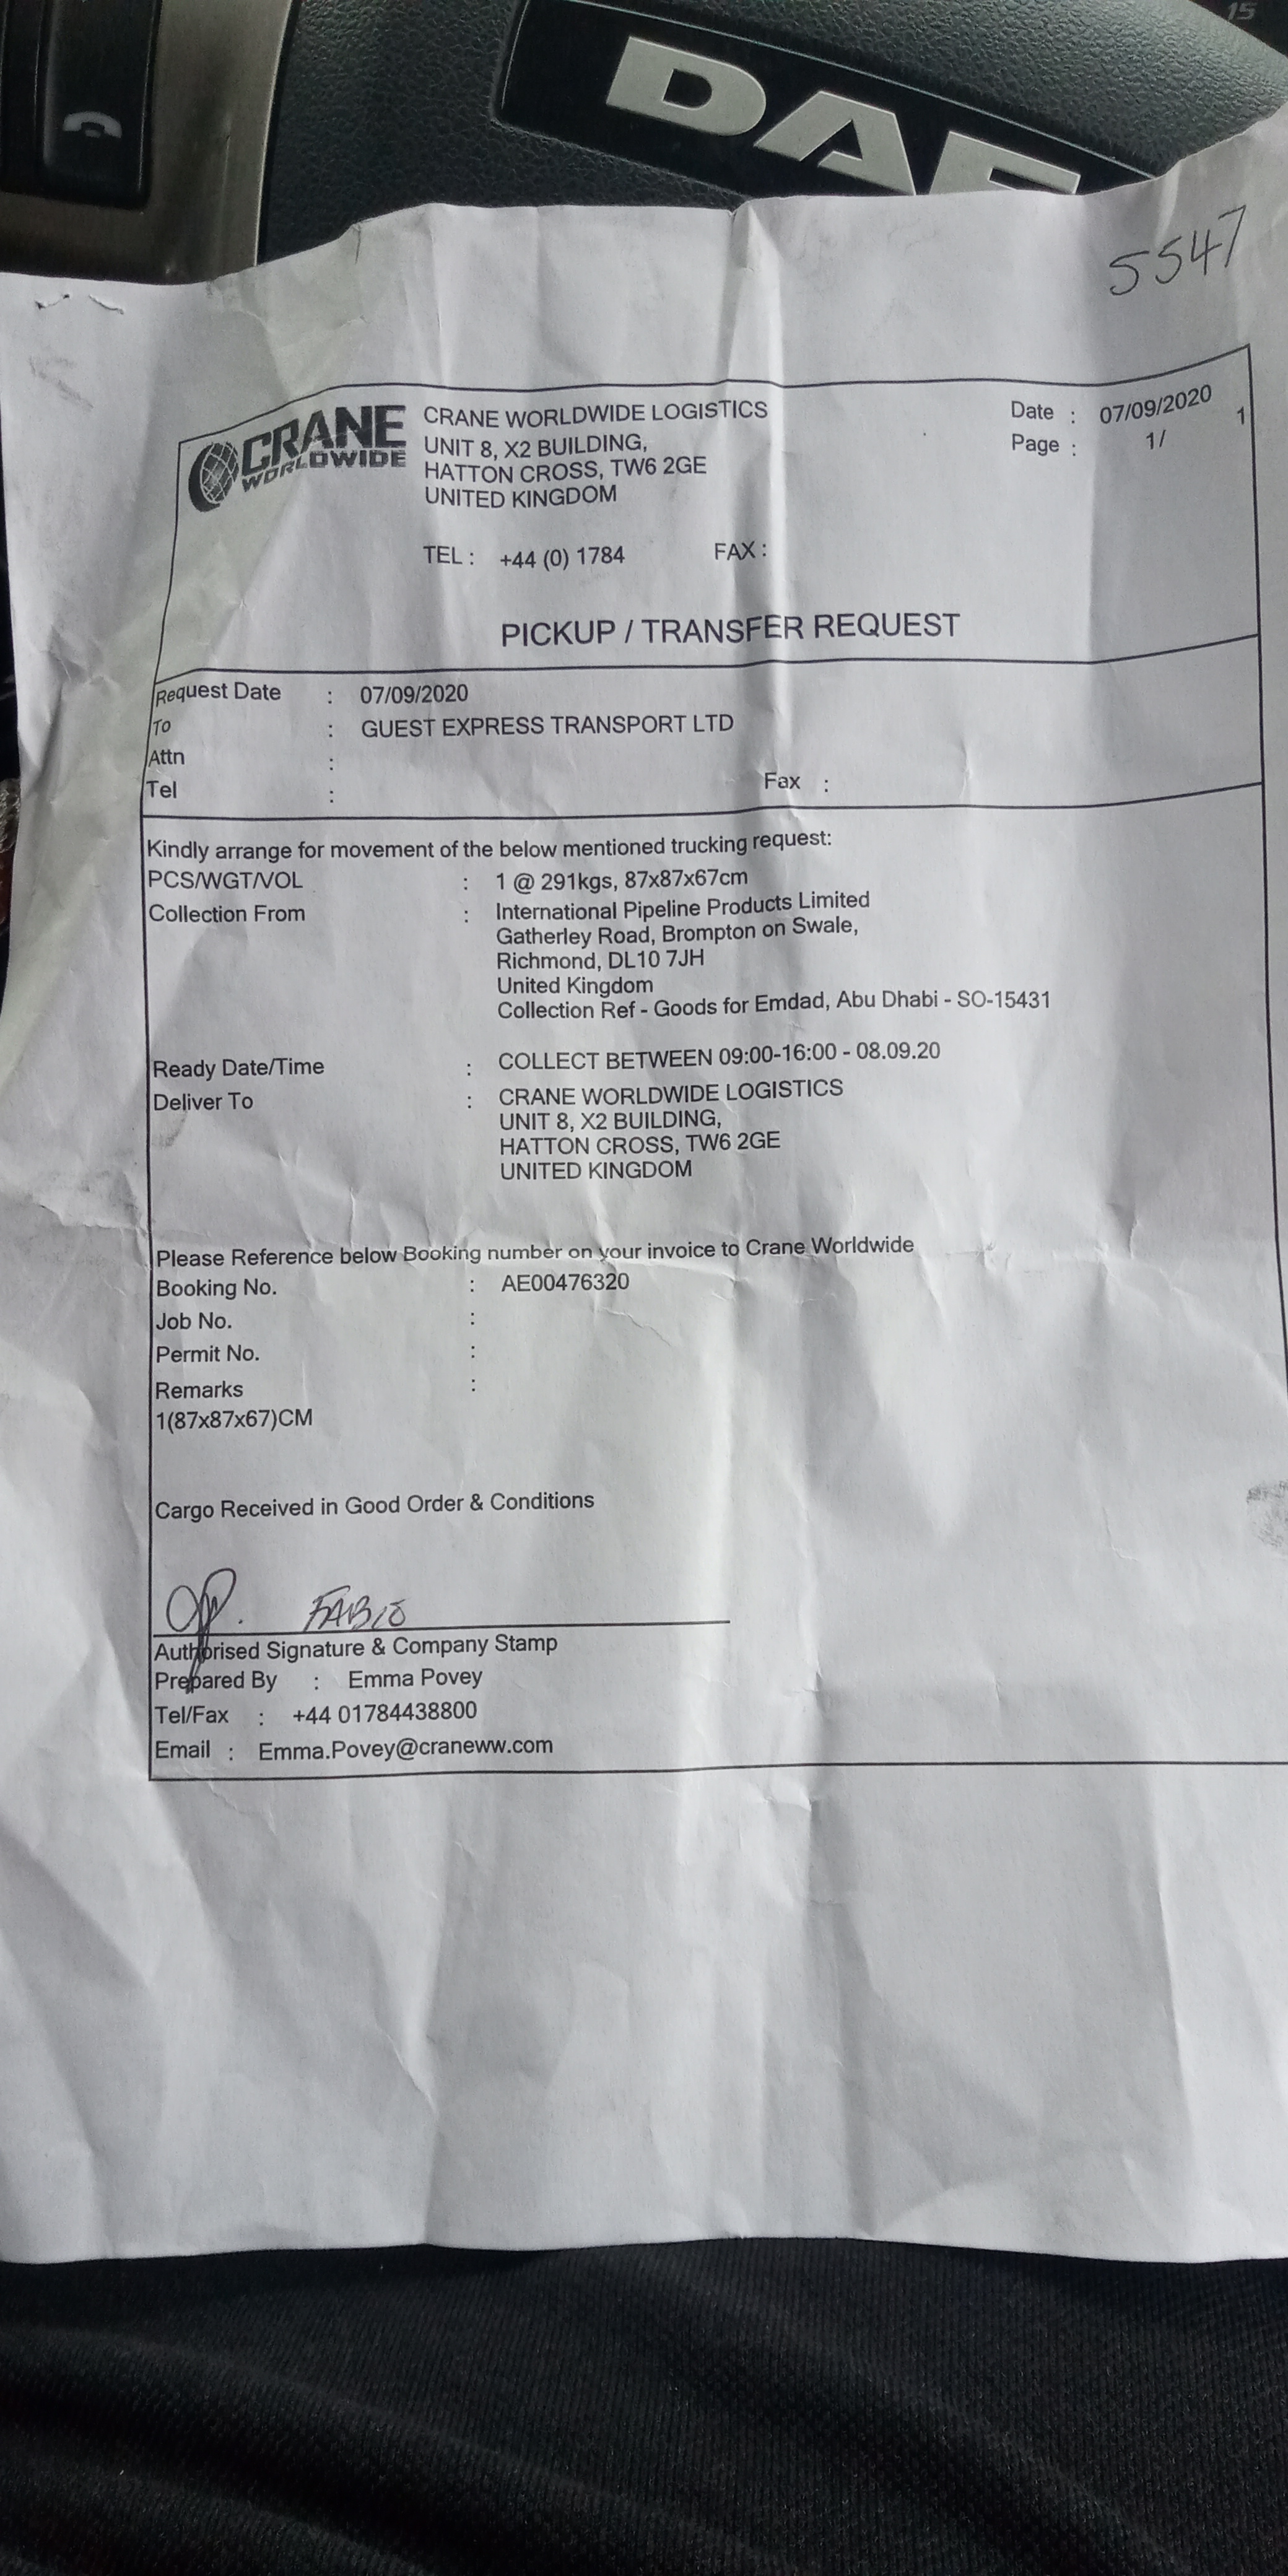 15
DAF
5547
CRANE
WORLDWIDE
CRANE WORLDWIDE LOGISTICS
UNIT 8, X2 BUILDING,
HATTON CROSS, TW6 2GE
UNITED KINGDOM
Date : 07/09/2020
Page : 1/ 1
TEL : +44 (0) 1784 FAX :
PICKUP / TRANSFER REQUEST
Request Date : 07/09/2020
To : GUEST EXPRESS TRANSPORT LTD
Attn :
Tel : Fax :
Kindly arrange for movement of the below mentioned trucking request:
PCS/WGT/VOL : 1 @ 291kgs, 87x87x67cm
Collection From : International Pipeline Products Limited
Gatherley Road, Brompton on Swale,
Richmond, DL10 7JH
United Kingdom
Collection Ref - Goods for Emdad, Abu Dhabi - SO-15431
Ready Date/Time : COLLECT BETWEEN 09:00-16:00 - 08.09.20
Deliver To : CRANE WORLDWIDE LOGISTICS
UNIT 8, X2 BUILDING,
HATTON CROSS, TW6 2GE
UNITED KINGDOM
Please Reference below Booking number on your invoice to Crane Worldwide
Booking No. : AE00476320
Job No. :
Permit No. :
Remarks :
1(87x87x67)CM
Cargo Received in Good Order & Conditions
FABIO
Authorised Signature & Company Stamp
Prepared By : Emma Povey
Tel/Fax : +44 01784438800
Email : Emma.Povey@craneww.com